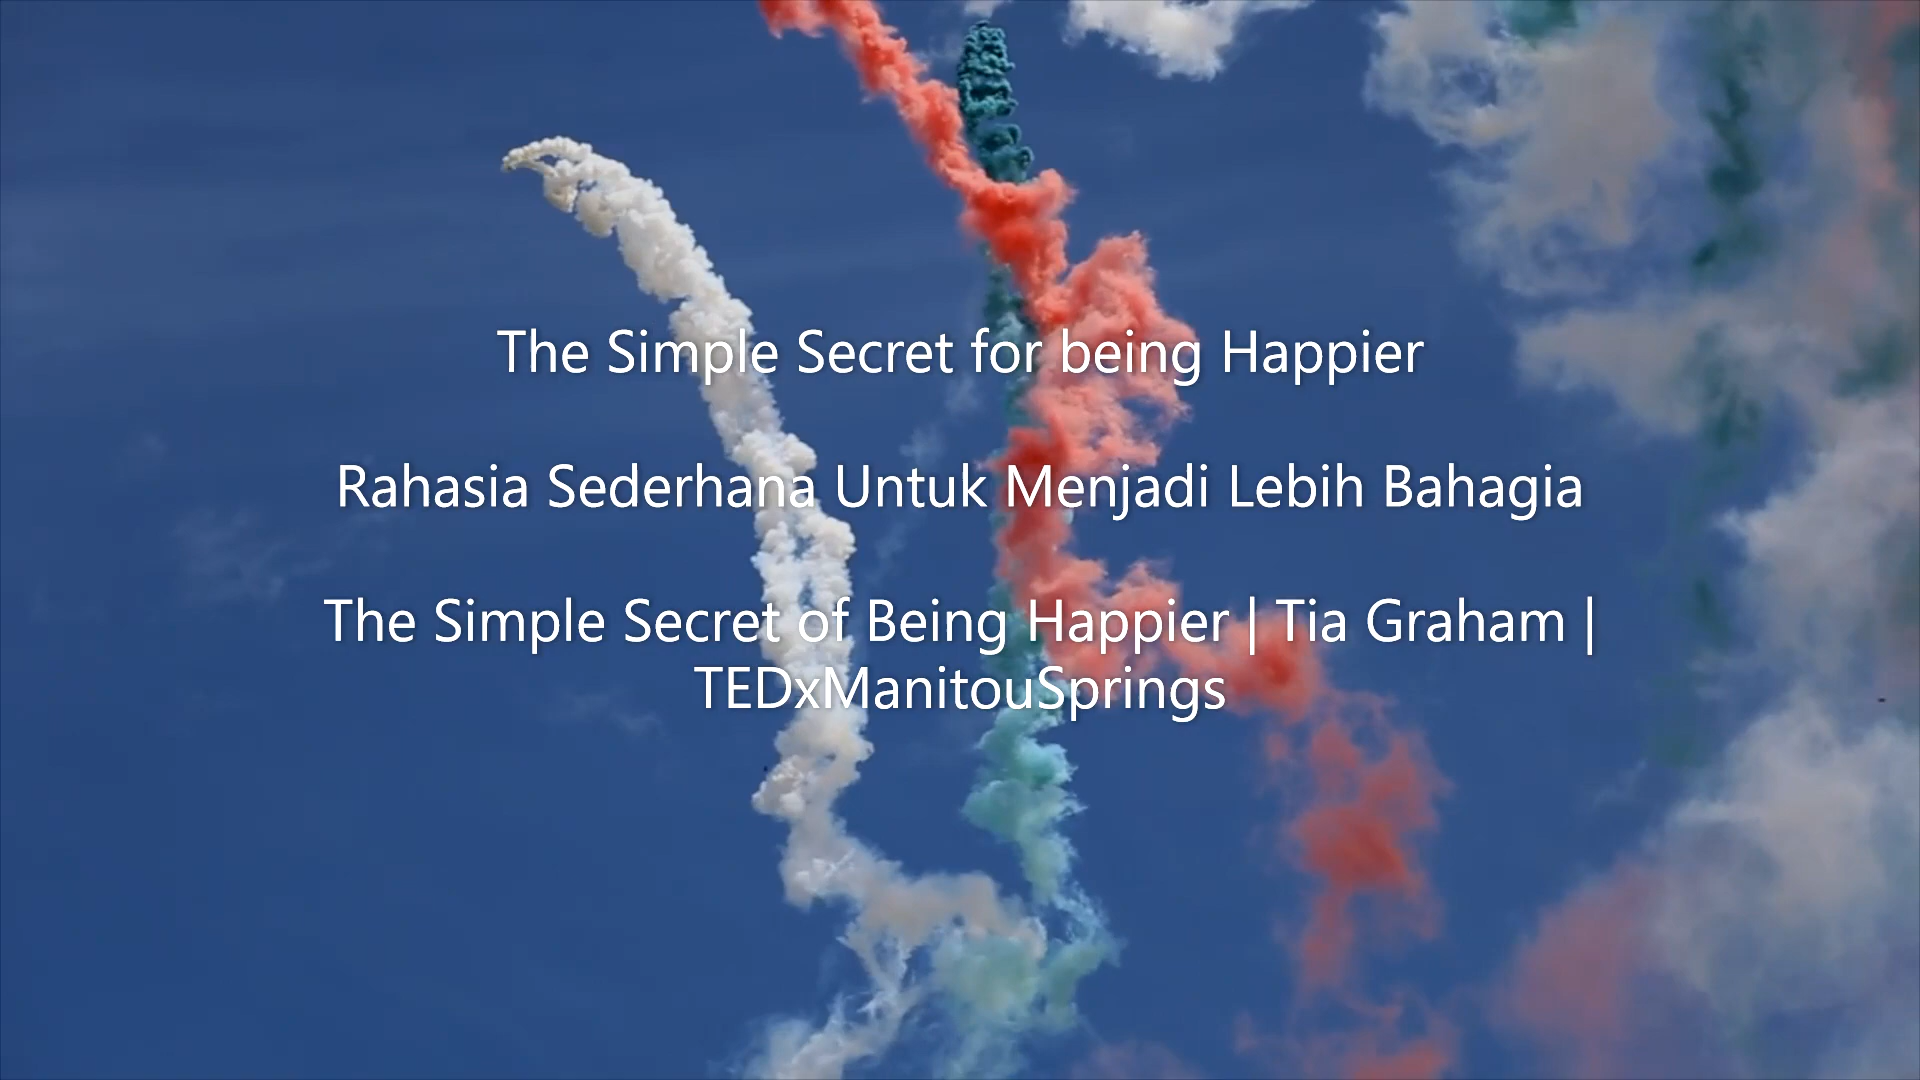 The Simple Secret for being Happier
Rahasia Sederhana Untuk Menjadi Lebih Bahagia
The Simple Secret of Being Happier | Tia Graham |
TEDxManitouSprings